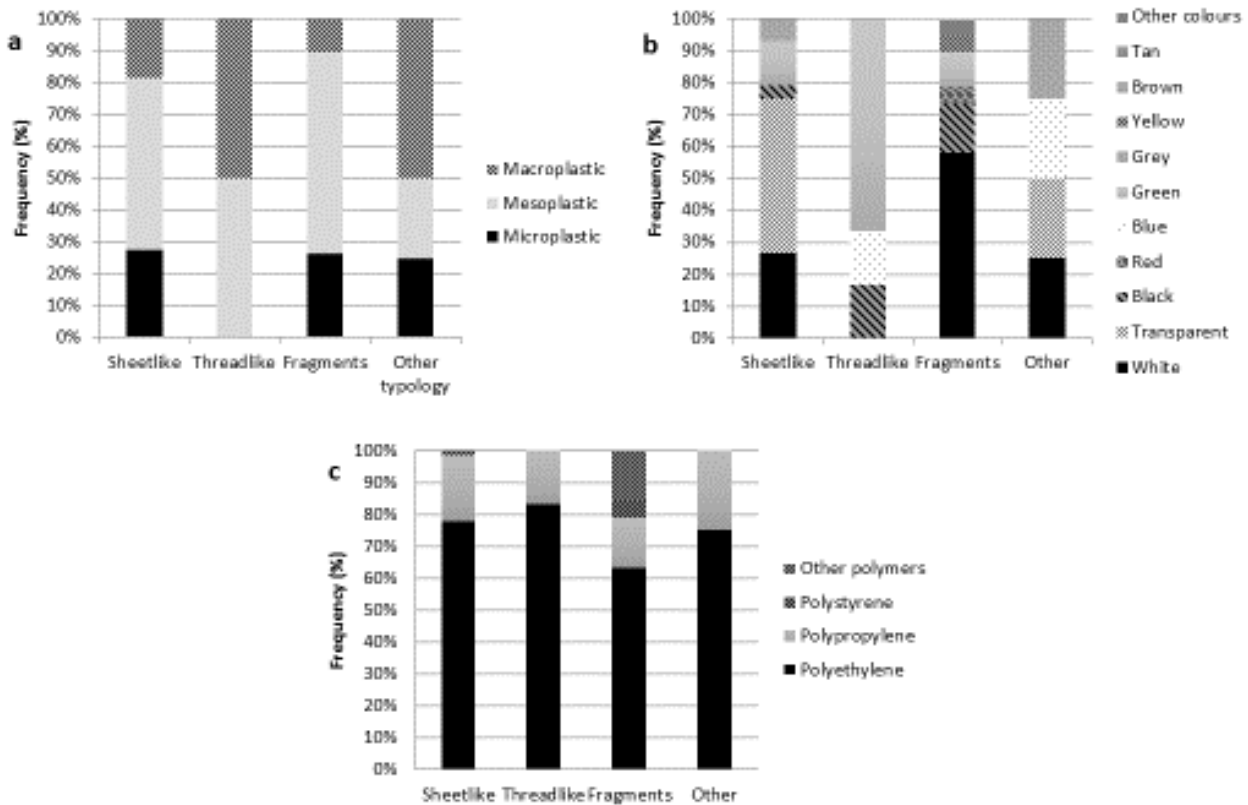 a
100%
90%
80%
70%
60%
50%
40%
30%
20%
10%
0%
Frequency (%)
Sheetlike Threadlike Fragments Other
typology
Macroplastic
Mesoplastic
Microplastic
b
100%
90%
80%
70%
60%
50%
40%
30%
20%
10%
0%
Frequency (%)
Sheetlike Threadlike Fragments Other
Other colours
Tan
Brown
Yellow
Grey
Green
Blue
Red
Black
Transparent
White
c
100%
90%
80%
70%
60%
50%
40%
30%
20%
10%
0%
Frequency (%)
Sheetlike Threadlike Fragments Other
Other polymers
Polystyrene
Polypropylene
Polyethylene